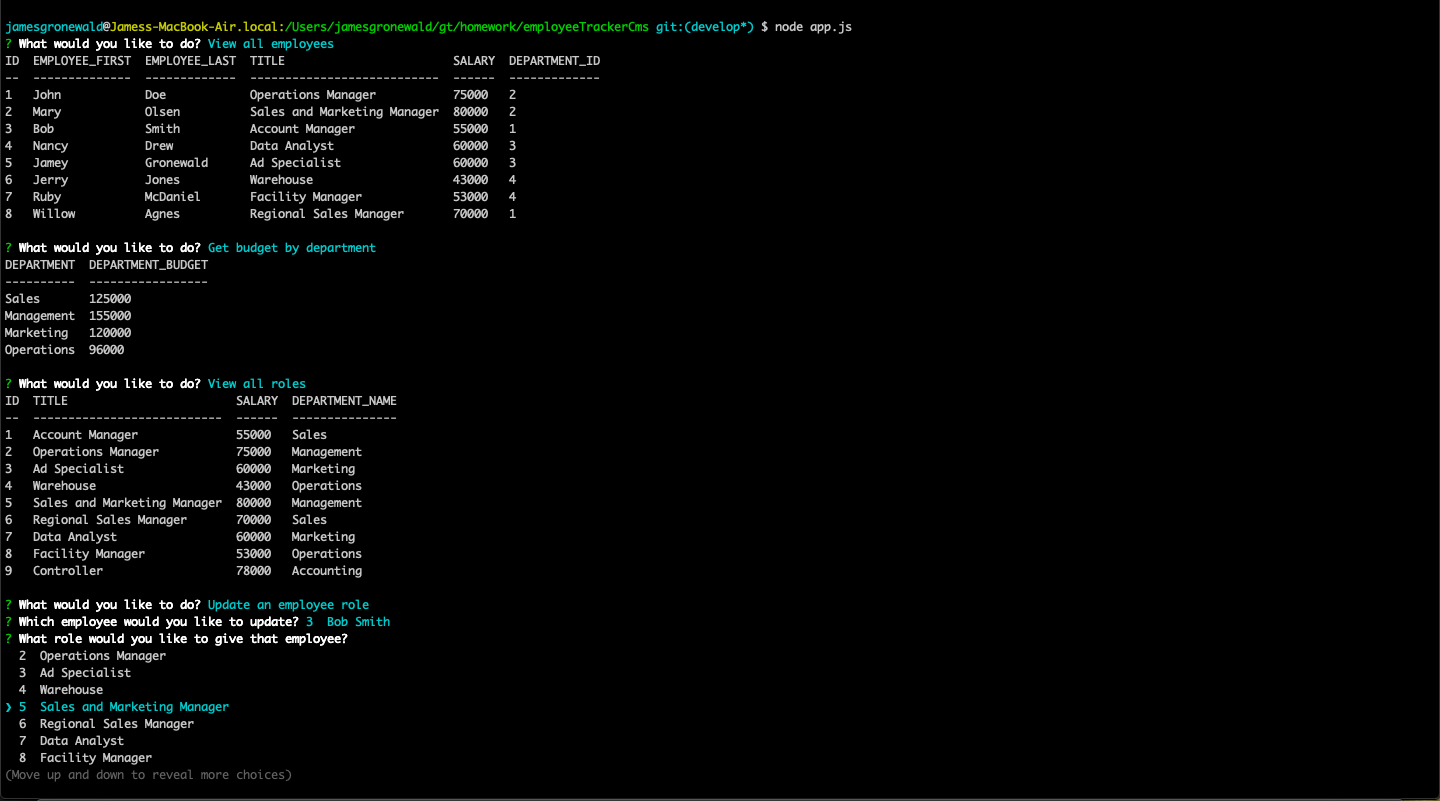 jamesgronewald@Jamess-MacBook-Air.local:/Users/jamesgronewald/gt/homework/employeeTrackerCms git:(develop*) $ node app.js
? What would you like to do? View all employees
ID  EMPLOYEE_FIRST  EMPLOYEE_LAST  TITLE                        SALARY  DEPARTMENT_ID
--  --------------  -------------  ---------------------------  ------  -------------
1   John            Doe            Operations Manager           75000   2
2   Mary            Olsen          Sales and Marketing Manager  80000   2
3   Bob             Smith          Account Manager              55000   1
4   Nancy           Drew           Data Analyst                 60000   3
5   Jamey           Gronewald      Ad Specialist                60000   3
6   Jerry           Jones          Warehouse                    43000   4
7   Ruby            McDaniel       Facility Manager             53000   4
8   Willow          Agnes          Regional Sales Manager       70000   1
? What would you like to do? Get budget by department
DEPARTMENT  DEPARTMENT_BUDGET
----------  -----------------
Sales       125000
Management  155000
Marketing   120000
Operations  96000
? What would you like to do? View all roles
ID  TITLE                        SALARY  DEPARTMENT_NAME
--  ---------------------------  ------  ---------------
1   Account Manager              55000   Sales
2   Operations Manager           75000   Management
3   Ad Specialist                60000   Marketing
4   Warehouse                    43000   Operations
5   Sales and Marketing Manager  80000   Management
6   Regional Sales Manager       70000   Sales
7   Data Analyst                 60000   Marketing
8   Facility Manager             53000   Operations
9   Controller                   78000   Accounting
? What would you like to do? Update an employee role
? Which employee would you like to update? 3  Bob Smith
? What role would you like to give that employee?
  2  Operations Manager
  3  Ad Specialist
  4  Warehouse
❯ 5  Sales and Marketing Manager
  6  Regional Sales Manager
  7  Data Analyst
  8  Facility Manager
(Move up and down to reveal more choices)